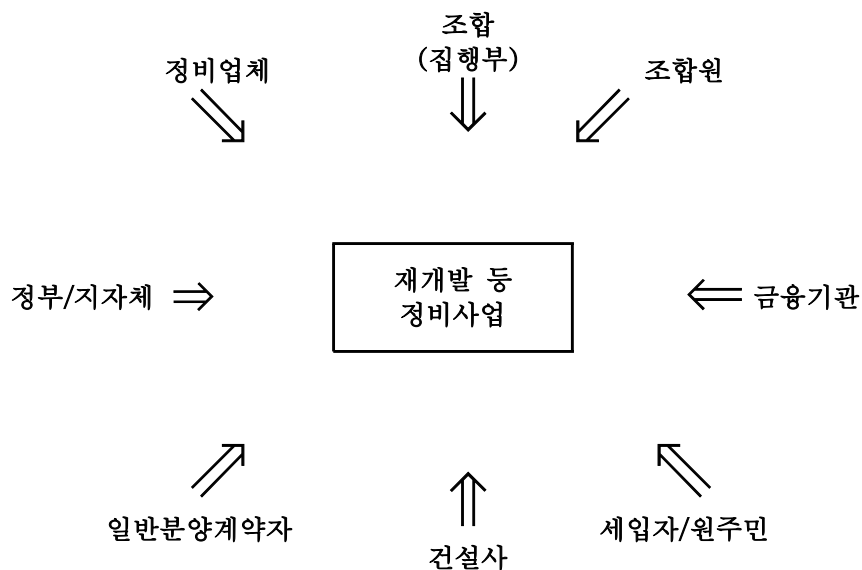 조합
(집행부)
정비업체
조합원
정부/지자체
재개발 등
정비사업
금융기관
일반분양계약자
건설사
세입자/원주민